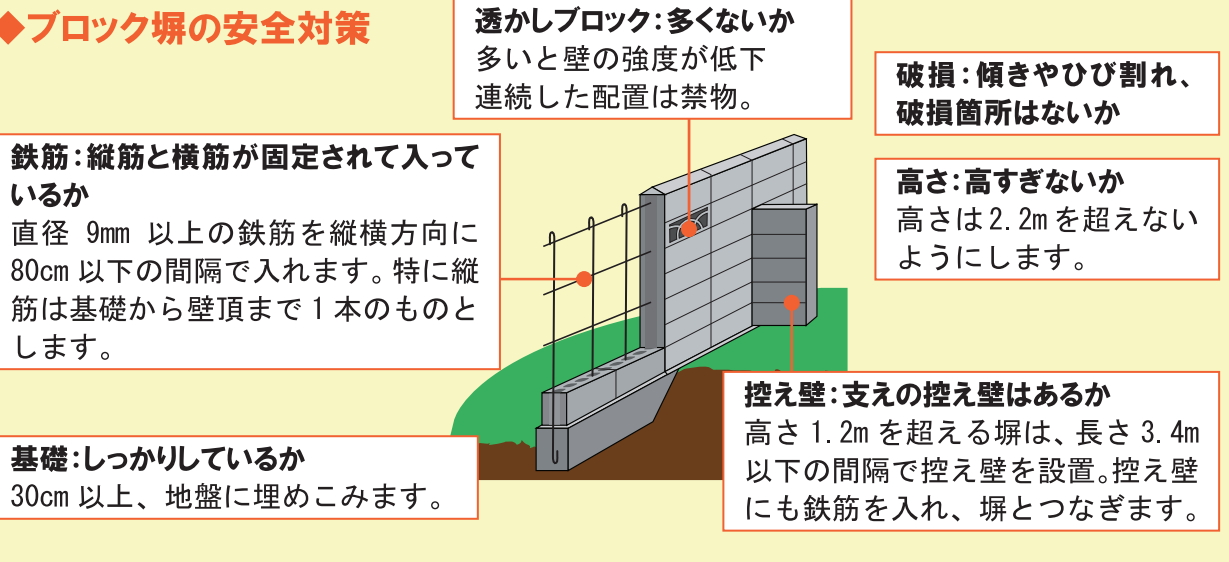 ◆ブロック塀の安全対策
透かしブロック：多くないか
多いと壁の強度が低下
連続した配置は禁物。
破損：傾きやひび割れ、
破損箇所はないか
鉄筋：縦筋と横筋が固定されて入って
いるか
直径 9mm 以上の鉄筋を縦横方向に
80cm 以下の間隔で入れます。特に縦
筋は基礎から壁頂まで 1 本のものと
します。
高さ：高すぎないか
高さは 2.2m を超えない
ようにします。
控え壁：支えの控え壁はあるか
高さ 1.2m を超える塀は、長さ 3.4m
以下の間隔で控え壁を設置。控え壁
にも鉄筋を入れ、塀とつなぎます。
基礎：しっかりしているか
30cm 以上、地盤に埋めこみます。